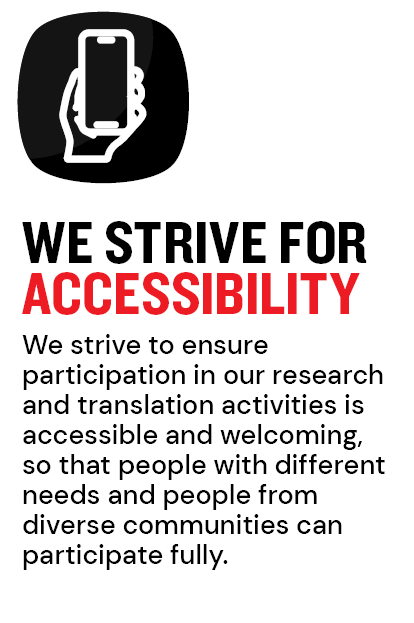 WE STRIVE FOR
ACCESSIBILITY
We strive to ensure
participation in our research
and translation activities is
accessible and welcoming,
so that people with different
needs and people from
diverse communities can
participate fully.